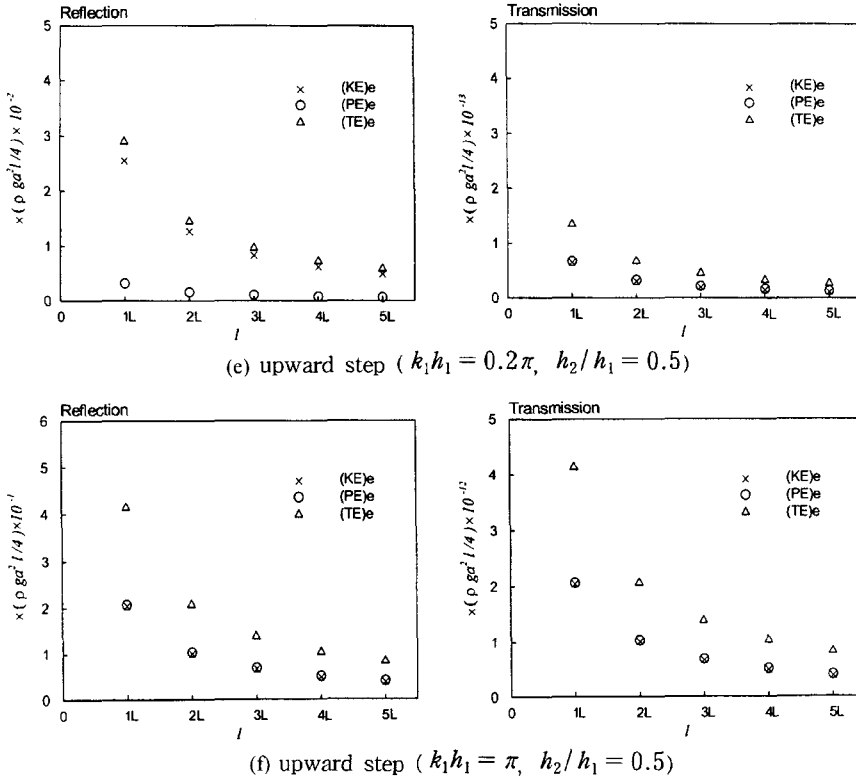 Reflection
5
4
3
2
1
0
× (ρ ga²l/4) × 10⁻²
× (KE)e
○ (PE)e
△ (TE)e
0 1L 2L 3L 4L 5L
l
Transmission
5
4
3
2
1
0
× (ρ ga²l/4) × 10⁻¹³
× (KE)e
○ (PE)e
△ (TE)e
0 1L 2L 3L 4L 5L
l
(e) upward step ( k₁h₁ = 0.2π, h₂/h₁ = 0.5)
Reflection
6
5
4
3
2
1
0
× (ρ ga²l/4) × 10⁻¹
× (KE)e
○ (PE)e
△ (TE)e
0 1L 2L 3L 4L 5L
l
Transmission
5
4
3
2
1
0
× (ρ ga²l/4) × 10⁻¹²
× (KE)e
○ (PE)e
△ (TE)e
0 1L 2L 3L 4L 5L
l
(f) upward step ( k₁h₁ = π, h₂/h₁ = 0.5)